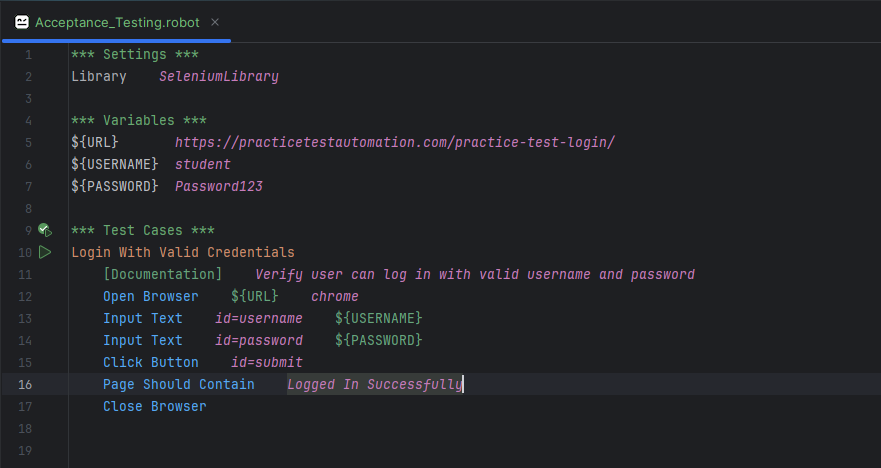 Acceptance_Testing.robot
1 *** Settings ***
2 Library    SeleniumLibrary
3
4 *** Variables ***
5 ${URL}       https://practicetestautomation.com/practice-test-login/
6 ${USERNAME}  student
7 ${PASSWORD}  Password123
8
9 *** Test Cases ***
10 Login With Valid Credentials
11     [Documentation]    Verify user can log in with valid username and password
12     Open Browser    ${URL}    chrome
13     Input Text    id=username    ${USERNAME}
14     Input Text    id=password    ${PASSWORD}
15     Click Button    id=submit
16     Page Should Contain    Logged In Successfully
17     Close Browser
18
19